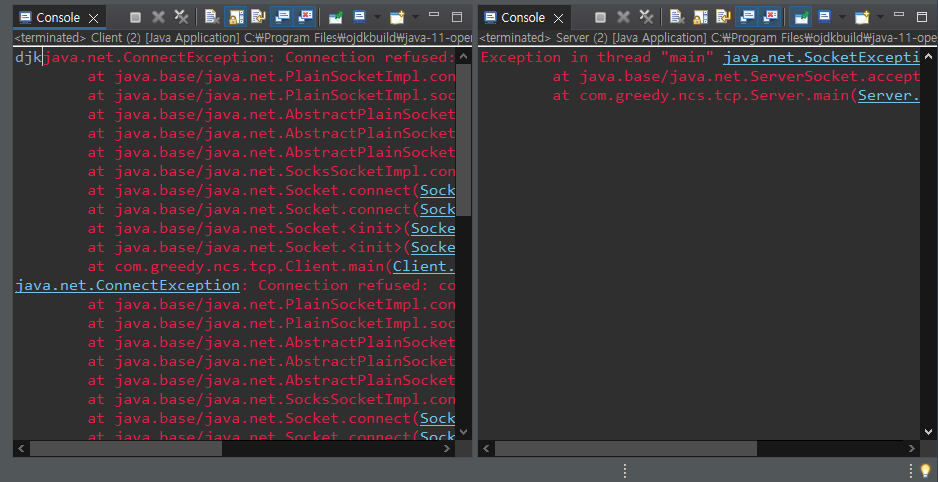 Console
<terminated> Client (2) [Java Application] C:₩Program Files₩ojdkbuild₩java-11-oper
djkjava.net.ConnectException: Connection refused:
at java.base/java.net.PlainSocketImpl.con
at java.base/java.net.PlainSocketImpl.soc
at java.base/java.net.AbstractPlainSocket
at java.base/java.net.AbstractPlainSocket
at java.base/java.net.AbstractPlainSocket
at java.base/java.net.SocksSocketImpl.con
at java.base/java.net.Socket.connect(Sock
at java.base/java.net.Socket.connect(Sock
at java.base/java.net.Socket.<init>(Socke
at java.base/java.net.Socket.<init>(Socke
at com.greedy.ncs.tcp.Client.main(Client.
java.net.ConnectException: Connection refused: co
at java.base/java.net.PlainSocketImpl.con
at java.base/java.net.PlainSocketImpl.soc
at java.base/java.net.AbstractPlainSocket
at java.base/java.net.AbstractPlainSocket
at java.base/java.net.AbstractPlainSocket
at java.base/java.net.SocksSocketImpl.con
at java.base/java.net.Socket.connect(Sock
at java.base/java.net.Socket.connect(Sock
Console
<terminated> Server (2) [Java Application] C:₩Program Files₩ojdkbuild₩java-11-ope
Exception in thread "main" java.net.SocketExcepti
at java.base/java.net.ServerSocket.accept
at com.greedy.ncs.tcp.Server.main(Server.